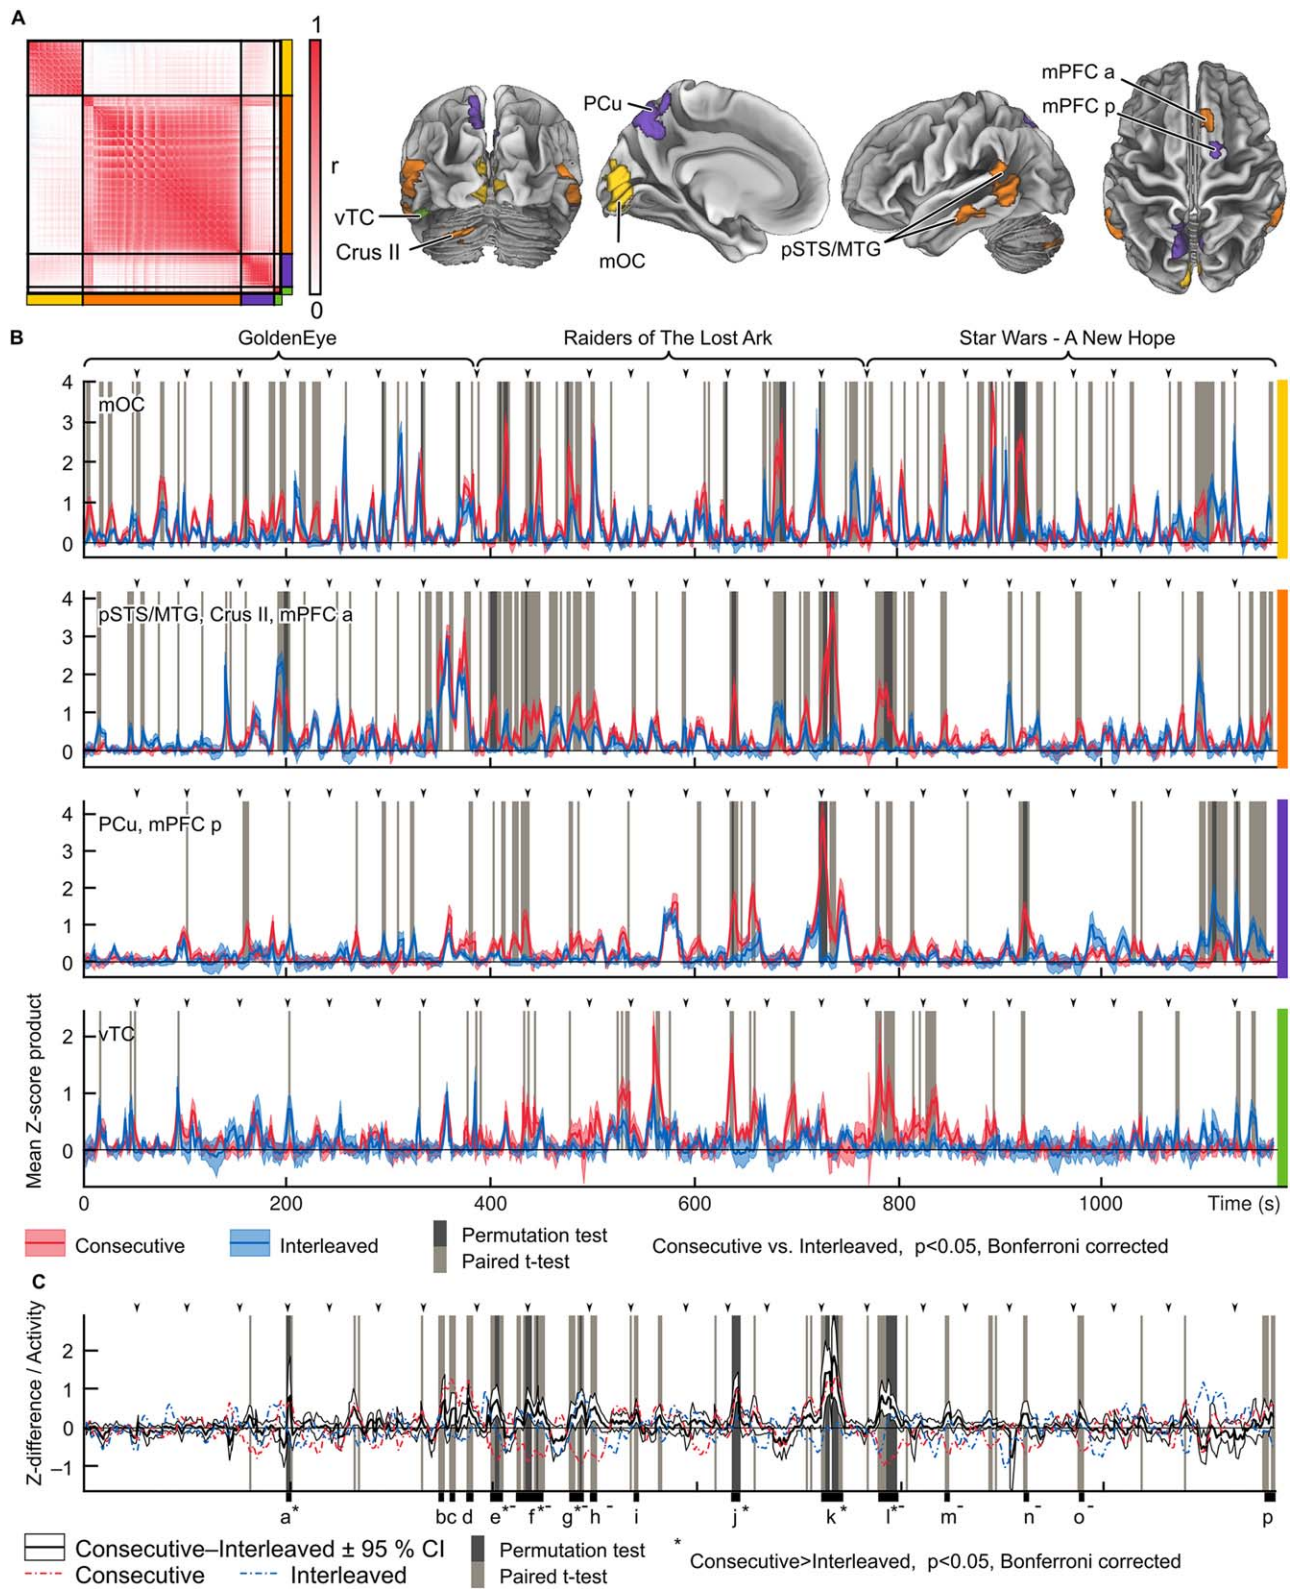 A
1
r
0
PCu
mPFC a
mPFC p
vTC
Crus II
mOC
pSTS/MTG
B
GoldenEye
Raiders of The Lost Ark
Star Wars - A New Hope
4
mOC
3
2
1
0
4
pSTS/MTG, Crus II, mPFC a
3
2
1
0
4
PCu, mPFC p
3
2
1
0
Mean Z-score product
2
vTC
1
0
0 200 400 600 800 1000 Time (s)
Consecutive
Interleaved
Permutation test
Paired t-test
Consecutive vs. Interleaved, p<0.05, Bonferroni corrected
C
Z-difference / Activity
2
1
0
–1
a* b c d e*- f*- g*- h- i j* k* l*- m- n- o- p
Consecutive–Interleaved ± 95 % CI
Consecutive
Interleaved
Permutation test
Paired t-test
* Consecutive>Interleaved, p<0.05, Bonferroni corrected